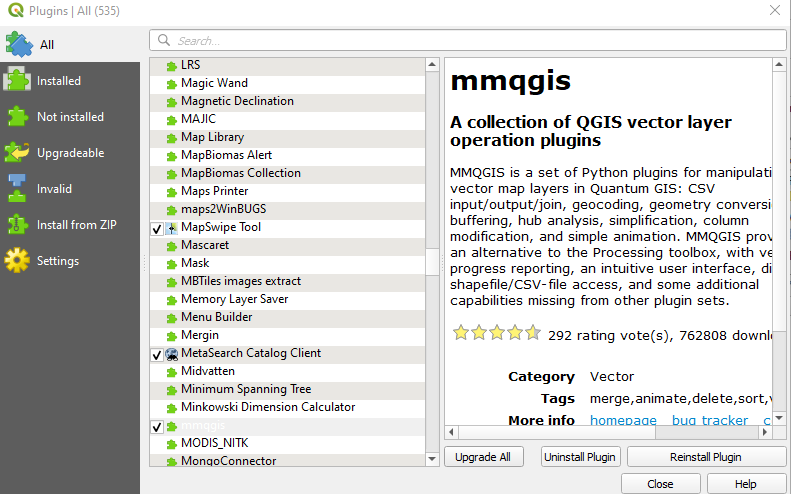 Plugins | All (535)
All
Installed
Not installed
Upgradeable
Invalid
Install from ZIP
Settings
Search...
LRS
Magic Wand
Magnetic Declination
MAJIC
Map Library
MapBiomas Alert
MapBiomas Collection
Maps Printer
maps2WinBUGS
MapSwipe Tool
Mascaret
Mask
MBTiles images extract
Memory Layer Saver
Menu Builder
Mergin
MetaSearch Catalog Client
Midvatten
Minimum Spanning Tree
Minkowski Dimension Calculator
mmqgis
MODIS_NITK
MongoConnector
mmqgis
A collection of QGIS vector layer
operation plugins
MMQGIS is a set of Python plugins for manipulati
vector map layers in Quantum GIS: CSV
input/output/join, geocoding, geometry conversi
buffering, hub analysis, simplification, column
modification, and simple animation. MMQGIS prov
an alternative to the Processing toolbox, with ve
progress reporting, an intuitive user interface, di
shapefile/CSV-file access, and some additional
capabilities missing from other plugin sets.
292 rating vote(s), 762808 downl
Category Vector
Tags merge,animate,delete,sort,v
More info homepage bug tracker c
Upgrade All Uninstall Plugin Reinstall Plugin
Close Help